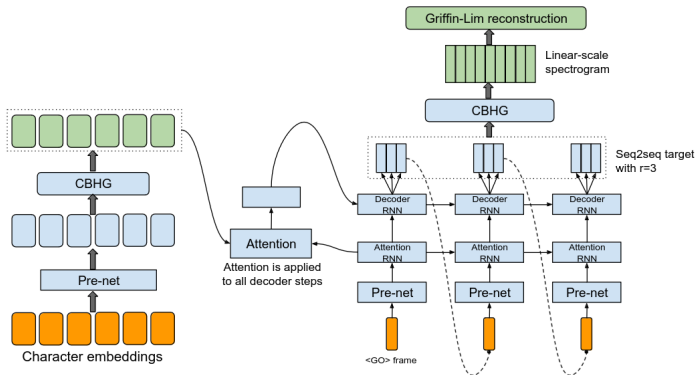 Griffin-Lim reconstruction
Linear-scale
spectrogram
CBHG
Seq2seq target
with r=3
CBHG
Decoder
RNN
Decoder
RNN
Decoder
RNN
Attention
Attention is applied
to all decoder steps
Attention
RNN
Attention
RNN
Attention
RNN
Pre-net
Pre-net
Pre-net
Pre-net
Character embeddings
<GO> frame